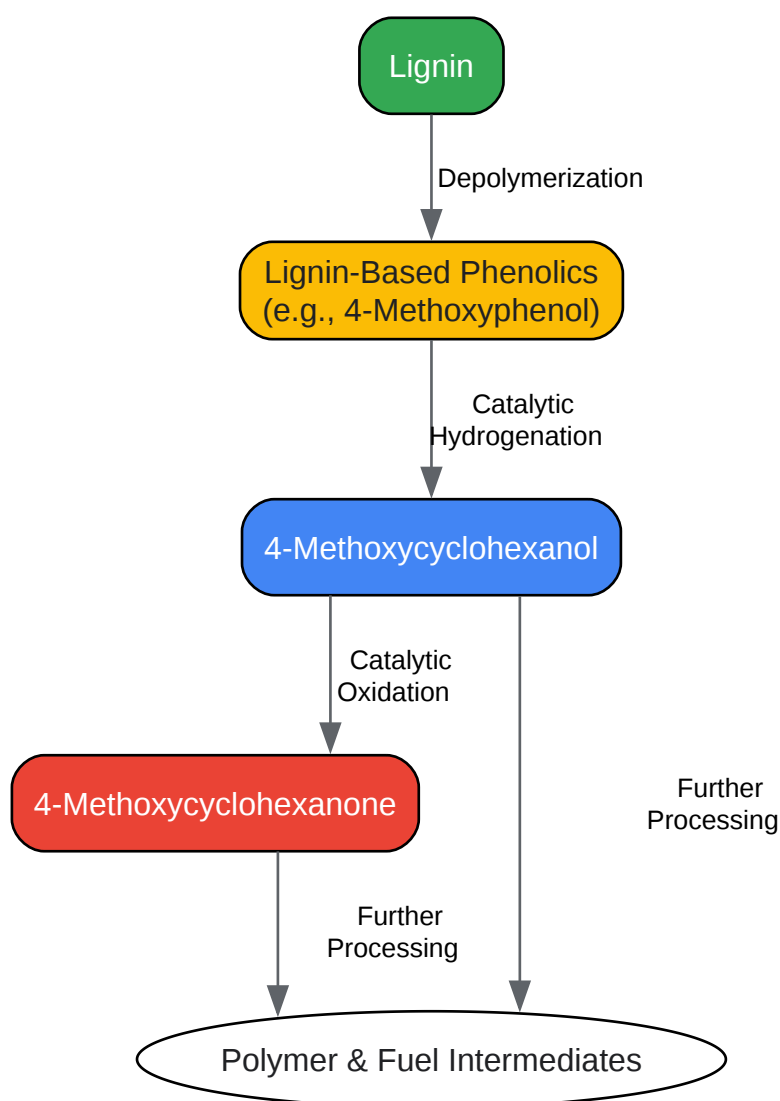 Lignin
Depolymerization
Lignin-Based Phenolics
(e.g., 4-Methoxyphenol)
Catalytic
Hydrogenation
4-Methoxycyclohexanol
Catalytic
Oxidation
4-Methoxycyclohexanone
Further
Processing
Further
Processing
Polymer & Fuel Intermediates